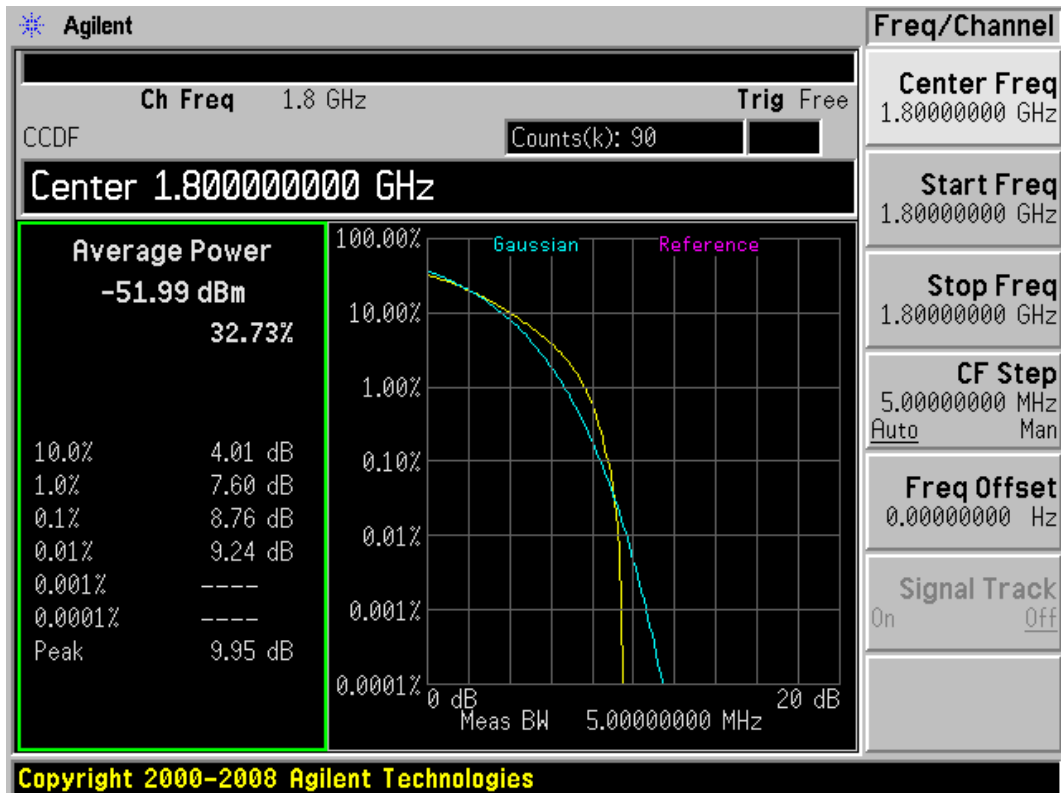 Agilent
Ch Freq 1.8 GHz
Trig Free
CCDF
Counts(k): 90
Center 1.800000000 GHz
Average Power
-51.99 dBm
32.73%
10.0% 4.01 dB
1.0% 7.60 dB
0.1% 8.76 dB
0.01% 9.24 dB
0.001% ----
0.0001% ----
Peak 9.95 dB
Gaussian
Reference
100.00%
10.00%
1.00%
0.10%
0.01%
0.001%
0.0001%
0 dB
20 dB
Meas BW 5.00000000 MHz
Freq/Channel
Center Freq
1.80000000 GHz
Start Freq
1.80000000 GHz
Stop Freq
1.80000000 GHz
CF Step
5.00000000 MHz
Auto Man
Freq Offset
0.00000000 Hz
Signal Track
On Off
Copyright 2000-2008 Agilent Technologies